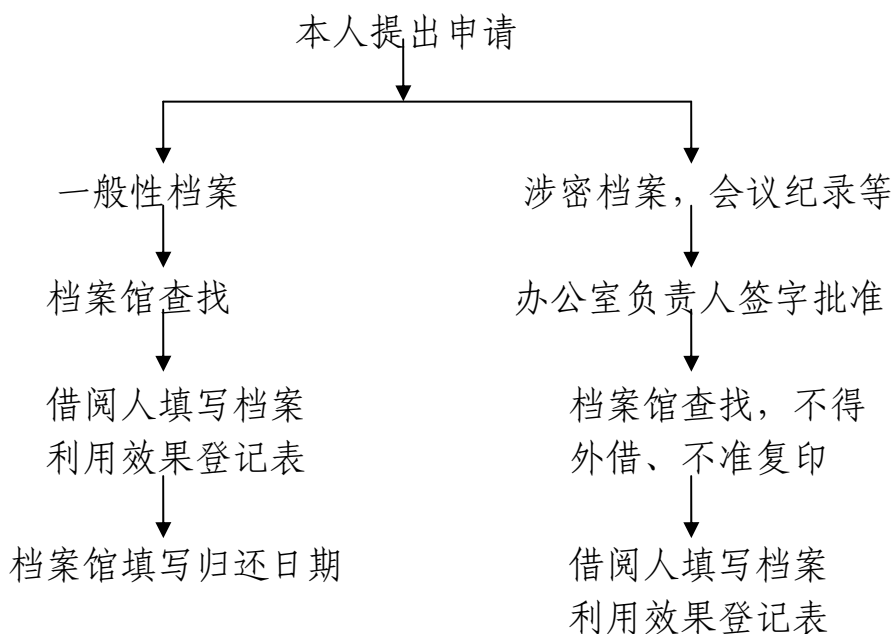 本人提出申请
一般性档案
档案馆查找
借阅人填写档案
利用效果登记表
档案馆填写归还日期
涉密档案，会议纪录等
办公室负责人签字批准
档案馆查找，不得
外借、不准复印
借阅人填写档案
利用效果登记表